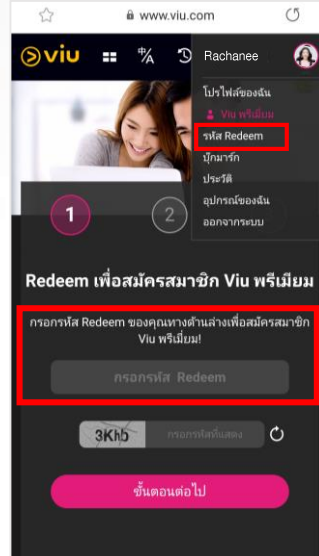 www.viu.com
viu
Rachanee
โปรไฟล์ของฉัน
Viu พรีเมี่ยม
รหัส Redeem
บุ๊กมาร์ก
ประวัติ
อุปกรณ์ของฉัน
ออกจากระบบ
1
2
Redeem เพื่อสมัครสมาชิก Viu พรีเมียม
กรอกรหัส Redeem ของคุณทางด้านล่างเพื่อสมัครสมาชิก
Viu พรีเมี่ยม!
กรอกรหัส Redeem
3Khb
กรอกรหัสที่แสดง
ขั้นตอนต่อไป